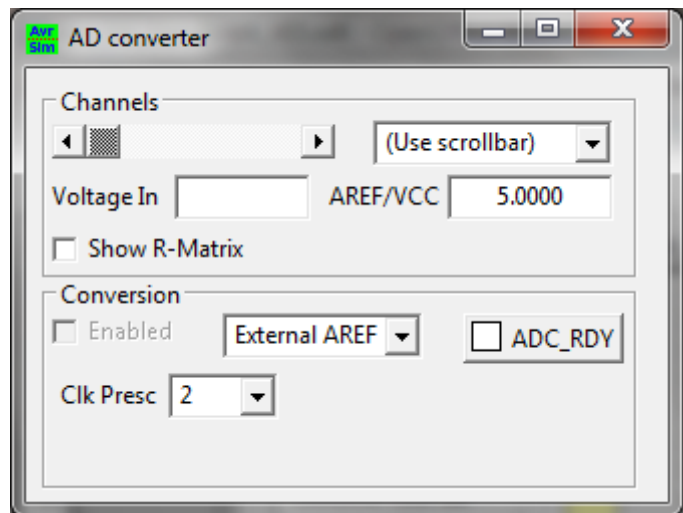 Avr
Sim
AD converter
Channels
(Use scrollbar)
Voltage In
AREF/VCC 5.0000
Show R-Matrix
Conversion
Enabled
External AREF
ADC_RDY
Clk Presc 2